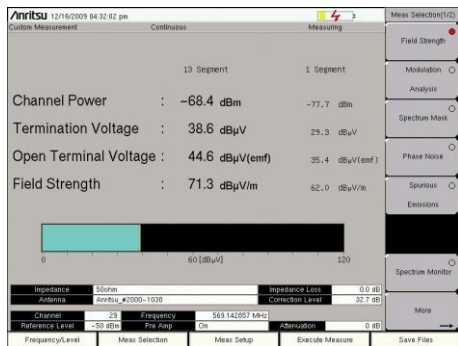 Anritsu 12/16/2009 04:32:02 pm
Custom Measurement Continuous Measuring
13 Segment 1 Segment
Channel Power : -68.4 dBm -77.7 dBm
Termination Voltage : 38.6 dBµV 29.3 dBµV
Open Terminal Voltage : 44.6 dBµV(emf) 35.4 dBµV(emf)
Field Strength : 71.3 dBµV/m 62.0 dBµV/m
0 60 [dBµV] 120
Impedance 50ohm Impedance Loss 0.0 dB
Antenna Anritsu_#2000-1030 Correction Level 32.7 dB
Channel 29 Frequency 569.142857 MHz
Reference Level -50 dBm Pre Amp On Attenuation 0 dB
Frequency/Level Meas Selection Meas Setup Execute Measure Save Files
Meas Selection(1/2)
Field Strength
Modulation
Analysis
Spectrum Mask
Phase Noise
Spurious
Emissions
Spectrum Monitor
More